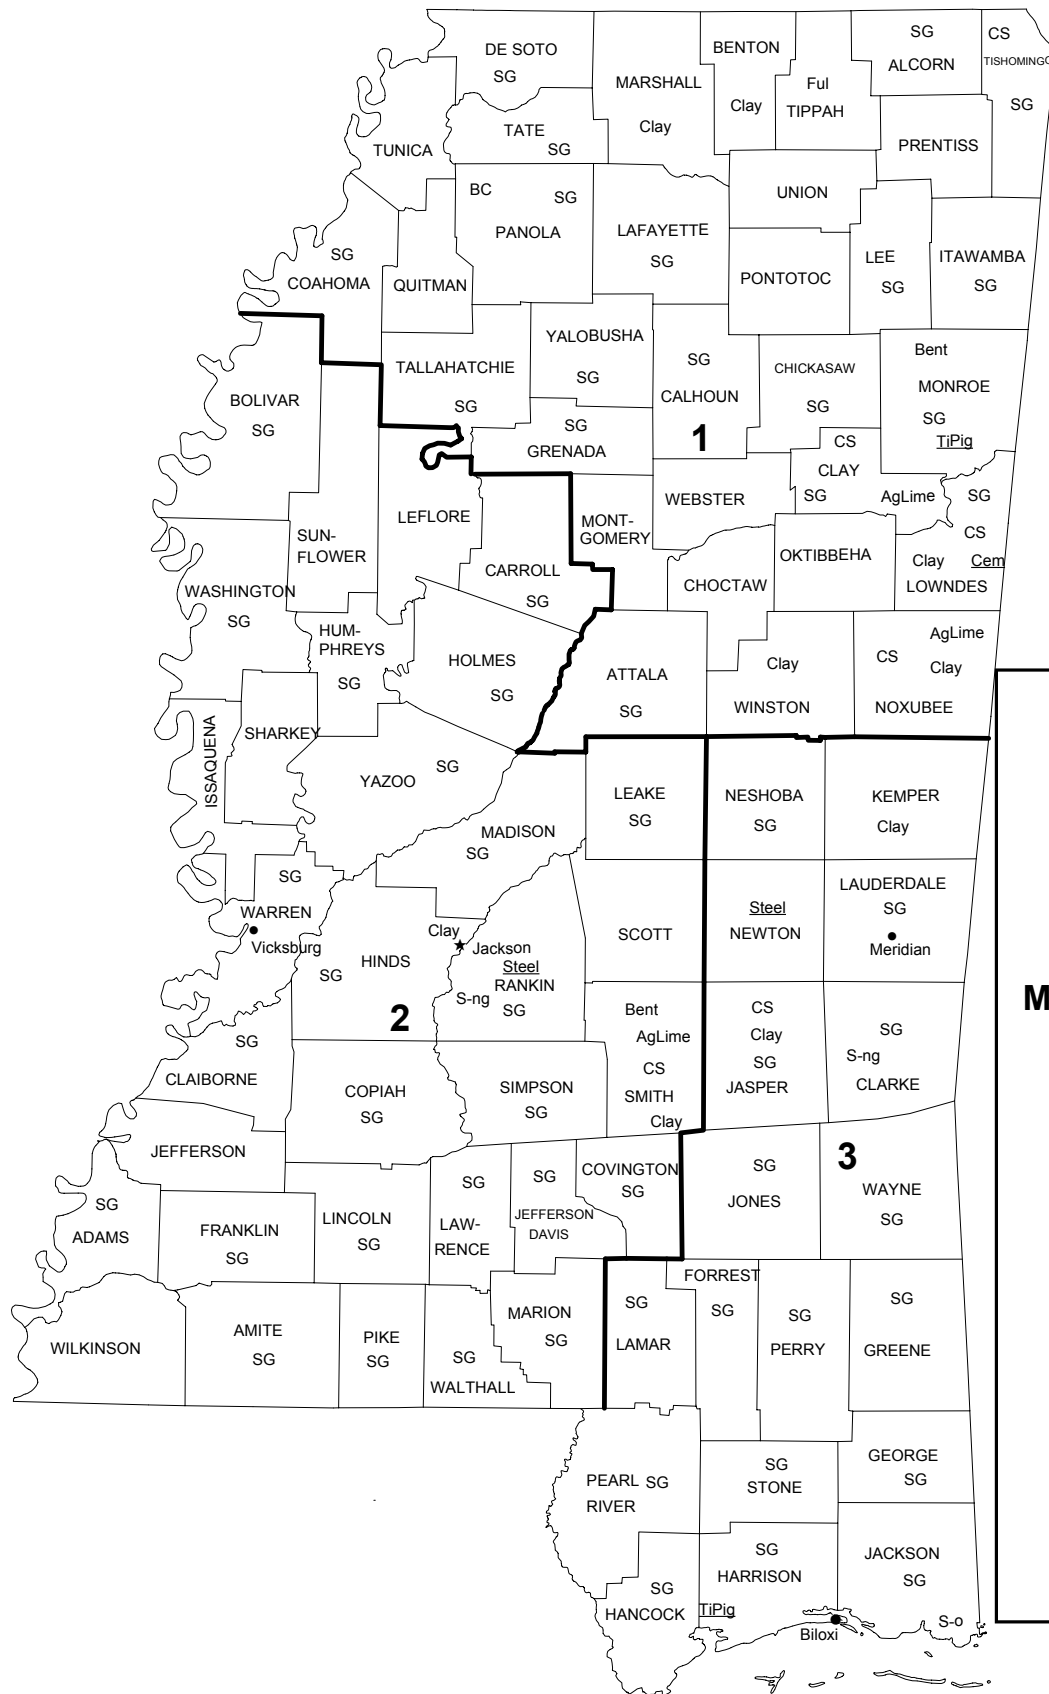 DE SOTO
SG
MARSHALL
Clay
BENTON
Clay
Ful
TIPPAH
SG
ALCORN
CS
TISHOMINGO
SG
TUNICA
TATE
SG
PRENTISS
UNION
BC
SG
PANOLA
LAFAYETTE
SG
SG
COAHOMA
QUITMAN
PONTOTOC
LEE
SG
ITAWAMBA
SG
YALOBUSHA
SG
TALLAHATCHIE
SG
SG
CALHOUN
1
CHICKASAW
SG
Bent
MONROE
SG
TiPig
BOLIVAR
SG
SG
GRENADA
CS
CLAY
SG
AgLime
SG
CS
Clay
Cem
LOWNDES
LEFLORE
SUN-
FLOWER
MONT-
GOMERY
WEBSTER
OKTIBBEHA
CARROLL
SG
CHOCTAW
WASHINGTON
SG
HUM-
PHREYS
SG
HOLMES
SG
ATTALA
SG
Clay
WINSTON
AgLime
CS
Clay
NOXUBEE
ISSAQUENA
SHARKEY
YAZOO
SG
LEAKE
SG
NESHOBA
SG
KEMPER
Clay
MADISON
SG
SG
WARREN
Vicksburg
Clay
HINDS
SG
2
Jackson
Steel
RANKIN
S-ng
SG
SCOTT
Steel
NEWTON
LAUDERDALE
SG
Meridian
M
SG
CLAIBORNE
COPIAH
SG
SIMPSON
SG
Bent
AgLime
CS
SMITH
Clay
CS
Clay
SG
JASPER
SG
S-ng
CLARKE
JEFFERSON
SG
ADAMS
FRANKLIN
SG
LINCOLN
SG
SG
LAW-
RENCE
SG
JEFFERSON
DAVIS
COVINGTON
SG
SG
JONES
3
WAYNE
SG
WILKINSON
AMITE
SG
PIKE
SG
SG
WALTHALL
MARION
SG
SG
LAMAR
FORREST
SG
SG
PERRY
SG
GREENE
PEARL SG
RIVER
SG
STONE
GEORGE
SG
SG
HANCOCK
SG
HARRISON
TiPig
JACKSON
SG
Biloxi
S-o